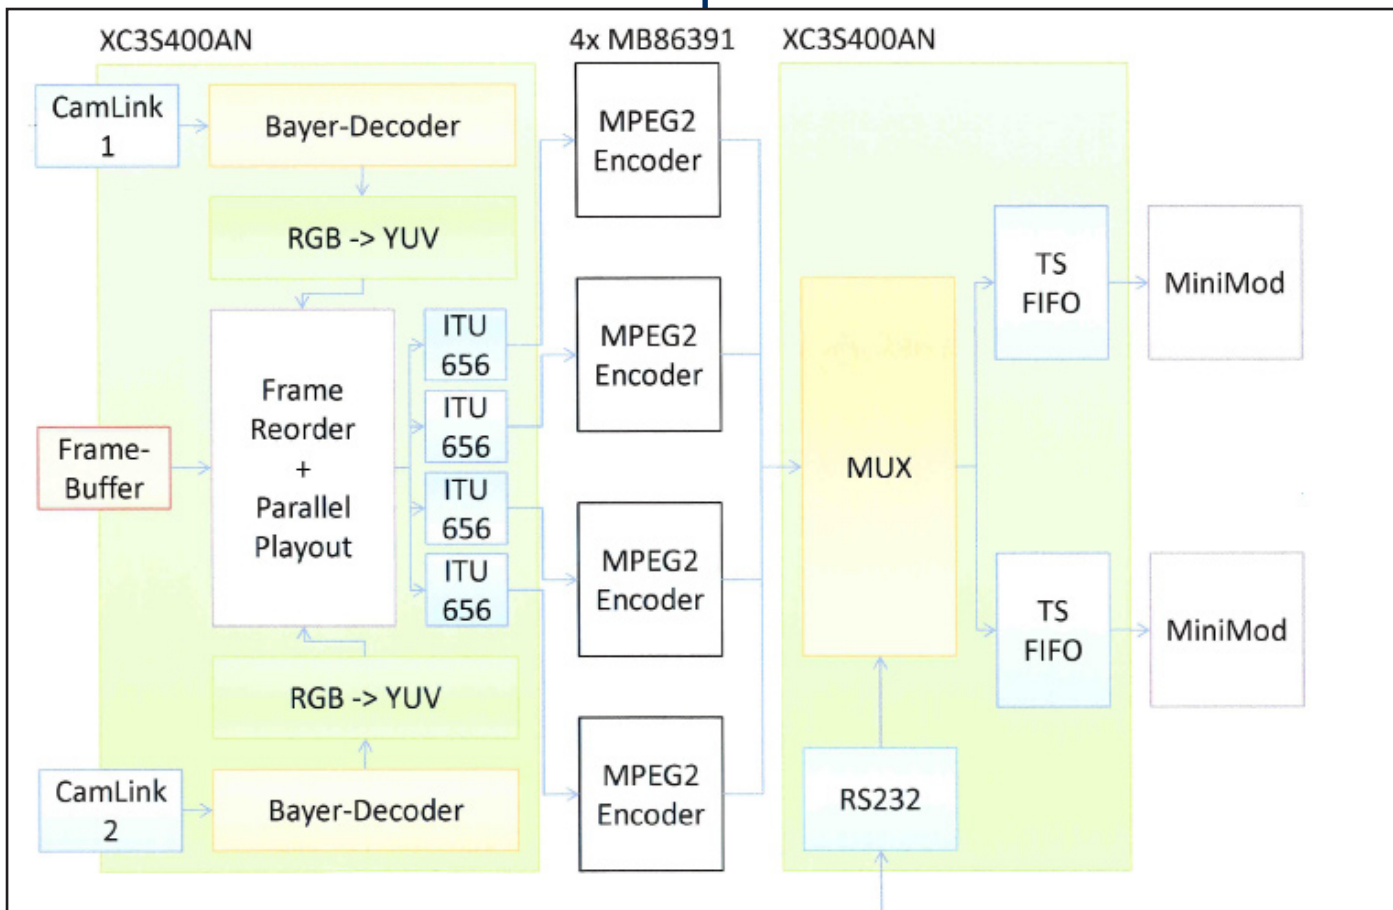 XC3S400AN
4x MB86391
XC3S400AN
CamLink
1
Bayer-Decoder
RGB -> YUV
Frame-
Buffer
Frame
Reorder
+
Parallel
Playout
ITU
656
ITU
656
ITU
656
ITU
656
RGB -> YUV
CamLink
2
Bayer-Decoder
MPEG2
Encoder
MPEG2
Encoder
MPEG2
Encoder
MPEG2
Encoder
MUX
RS232
TS
FIFO
MiniMod
TS
FIFO
MiniMod